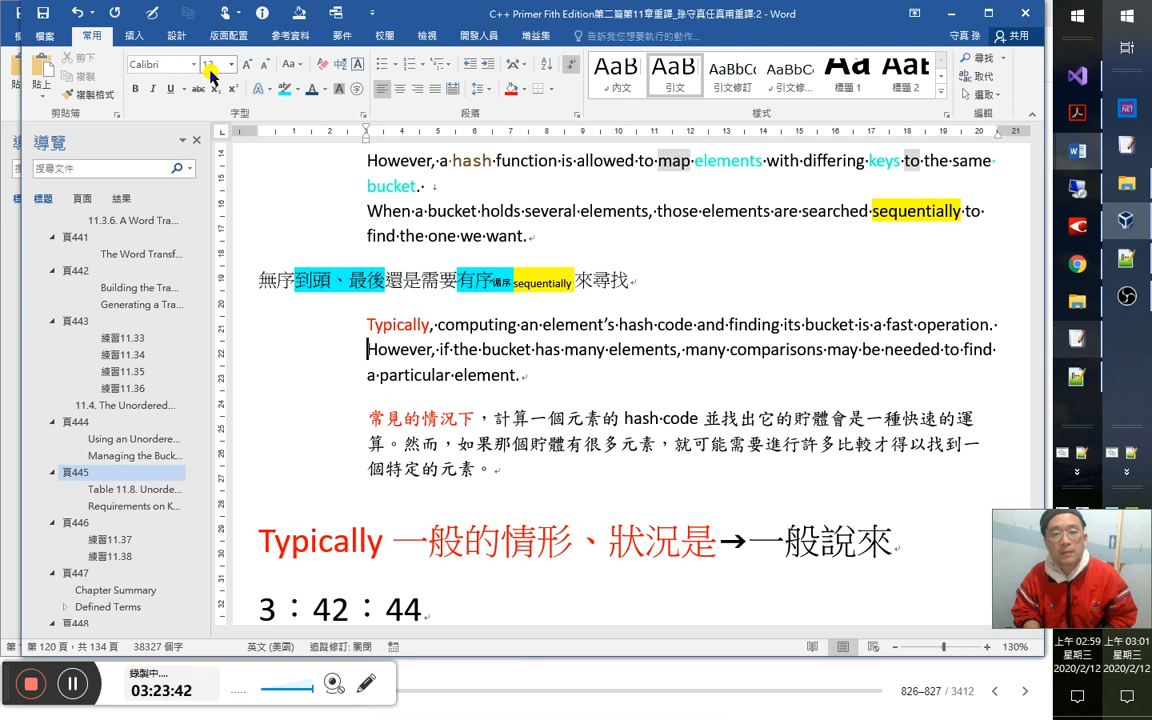 C++ Primer Fith Edition第二篇第11章重譯_孫守真任真甫重譯:2 - Word
檔案 常用 插入 設計 版面配置 參考資料 郵件 校閱 檢視 開發人員 增益集 告訴我您想要執行的動作... 守真 孫 共用
貼上 剪下 複製 複製格式
Calibri 12
剪貼簿 字型 段落 樣式 編輯
AaB AaB AaBbCc AaBbCc AaB AaB
內文 引文 引文修訂 引文修... 標題 1 標題 2
尋找 取代 選取
導覽
搜尋文件
標題 頁面 結果
11.3.6. A Word Tra...
頁441
The Word Transf...
頁442
Building the Tra...
Generating a Tra...
頁443
練習11.33
練習11.34
練習11.35
練習11.36
11.4. The Unordered...
頁444
Using an Unordere...
Managing the Buck...
頁445
Table 11.8. Unorde...
Requirements on K...
頁446
練習11.37
練習11.38
頁447
Chapter Summary
Defined Terms
頁448
However, a hash function is allowed to map elements with differing keys to the same
bucket.
When a bucket holds several elements, those elements are searched sequentially to
find the one we want.
無序到頭、最後還是需要有序循序sequentially來尋找
Typically, computing an element’s hash code and finding its bucket is a fast operation.
However, if the bucket has many elements, many comparisons may be needed to find
a particular element.
常見的情況下，計算一個元素的 hash code 並找出它的貯體會是一種快速的運
算。然而，如果那個貯體有很多元素，就可能需要進行許多比較才得以找到一
個特定的元素。
Typically 一般的情形、狀況是→一般說來
3：42：44
第 120 頁，共 134 頁 38327 個字 英文 (美國) 追蹤修訂: 關閉 130%
錄製中....
03:23:42
826–827 / 3412
上午 02:59
星期三
2020/2/12
上午 03:01
星期三
2020/2/12